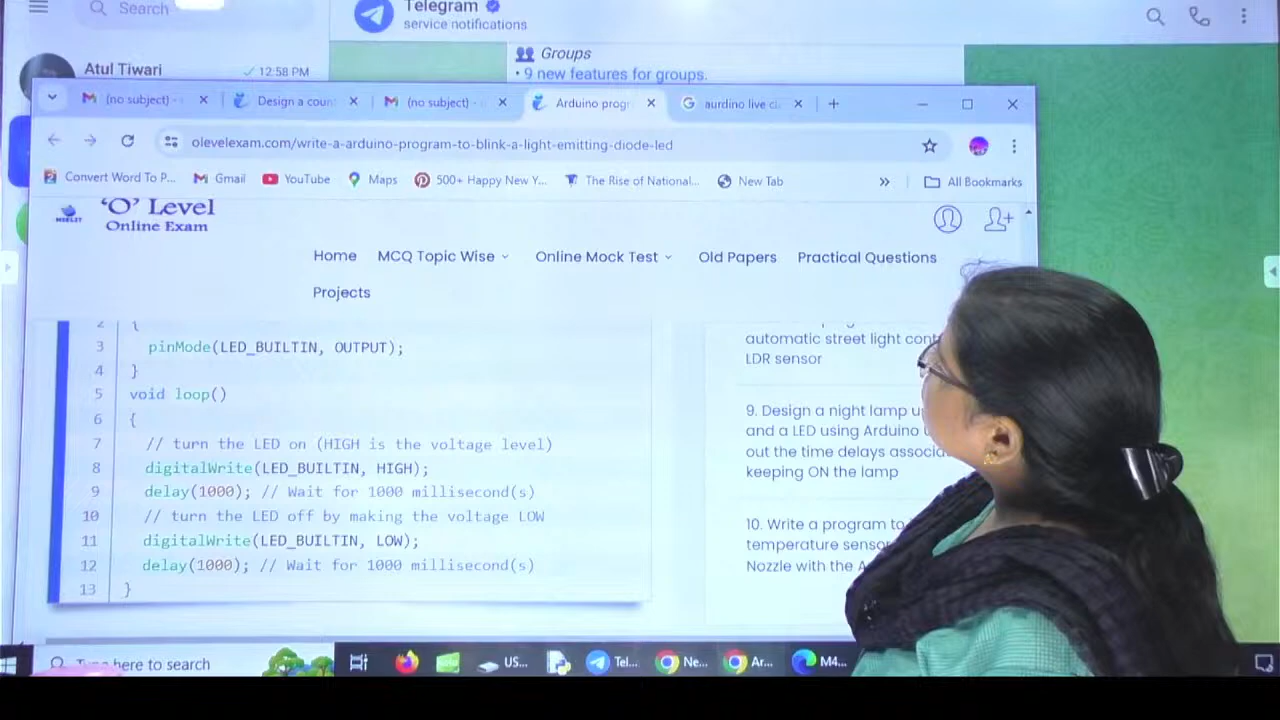 Search
Telegram
service notifications
Groups
• 9 new features for groups.
Atul Tiwari
12:58 PM
(no subject) -
Design a coun
(no subject) -
Arduino progr
aurdino live cl
olevelexam.com/write-a-arduino-program-to-blink-a-light-emitting-diode-led
Convert Word To P...
Gmail
YouTube
Maps
500+ Happy New Y...
The Rise of National...
New Tab
All Bookmarks
NIELIT
'O' Level
Online Exam
Home
MCQ Topic Wise
Online Mock Test
Old Papers
Practical Questions
Projects
2 {
3 pinMode(LED_BUILTIN, OUTPUT);
4 }
5 void loop()
6 {
7 // turn the LED on (HIGH is the voltage level)
8 digitalWrite(LED_BUILTIN, HIGH);
9 delay(1000); // Wait for 1000 millisecond(s)
10 // turn the LED off by making the voltage LOW
11 digitalWrite(LED_BUILTIN, LOW);
12 delay(1000); // Wait for 1000 millisecond(s)
13 }
automatic street light cont
LDR sensor
9. Design a night lamp u
and a LED using Arduino
out the time delays associa
keeping ON the lamp
10. Write a program to
temperature sensor
Nozzle with the A
Type here to search
US...
Tel...
Ne...
Ar...
M4...